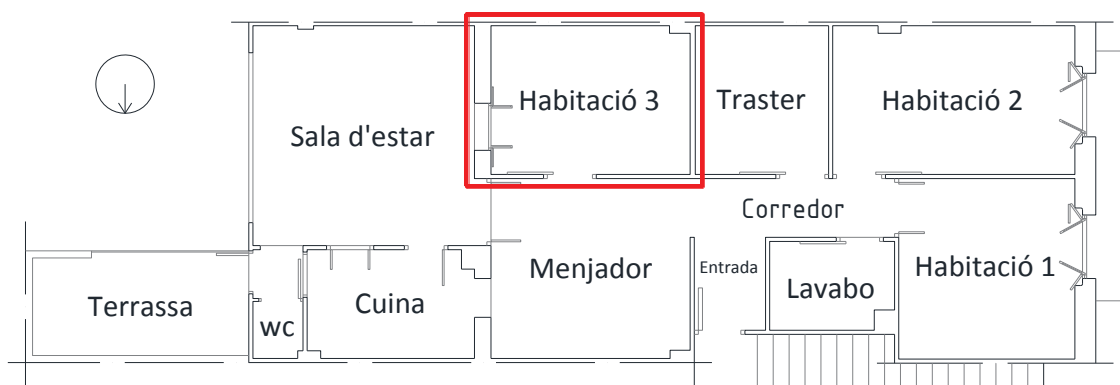 Habitació 3
Traster
Habitació 2
Sala d'estar
Corredor
Menjador
Entrada
Habitació 1
Lavabo
Terrassa
Cuina
wc